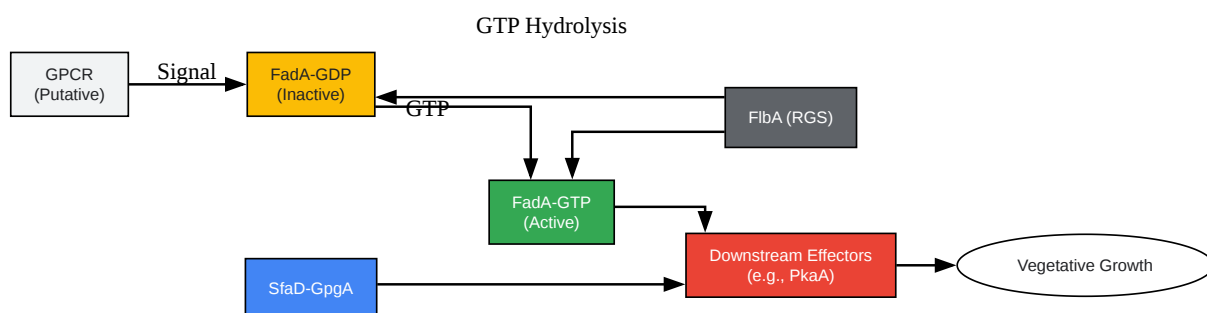 GTP Hydrolysis
GPCR
(Putative)
Signal
FadA-GDP
(Inactive)
GTP
FlbA (RGS)
FadA-GTP
(Active)
Downstream Effectors
(e.g., PkaA)
Vegetative Growth
SfaD-GpgA